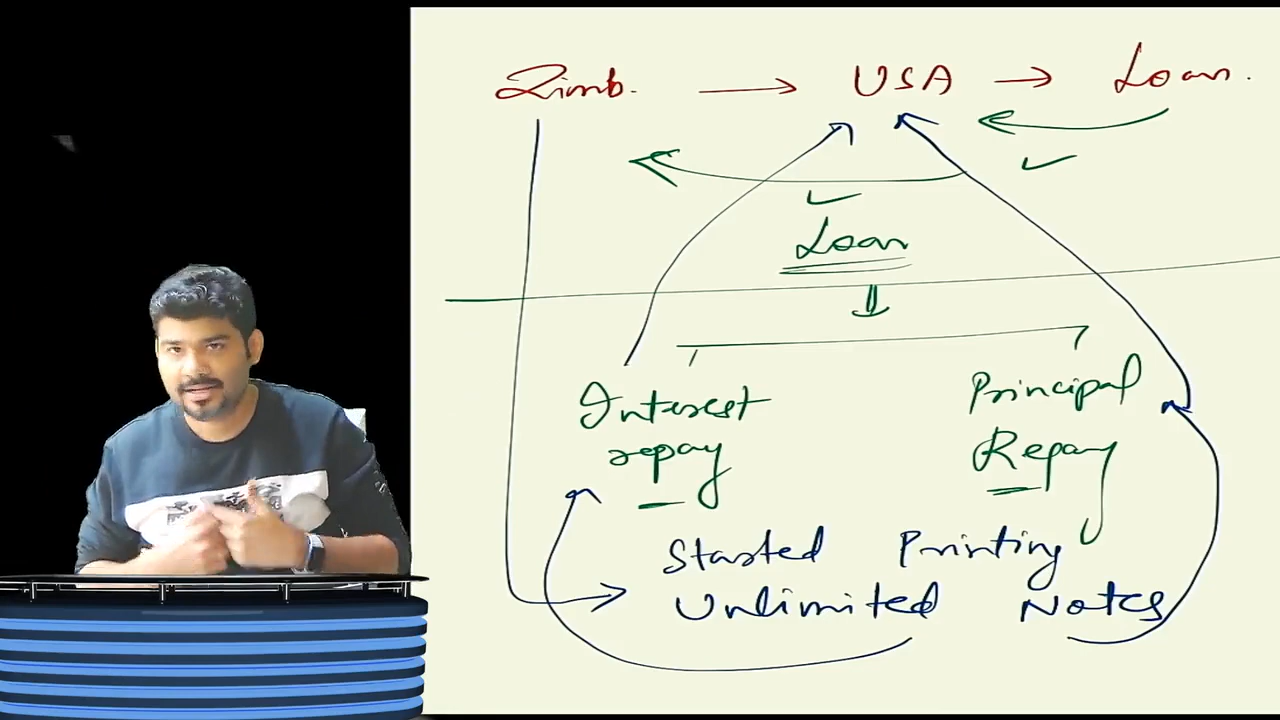 Zimb. → USA → Loan.
Loan
Interest
repay
Principal
Repay
Started Printing
Unlimited Notes